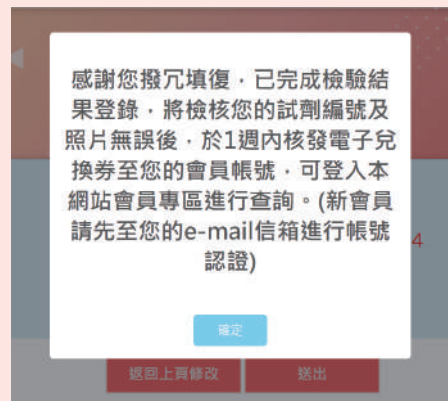 感謝您撥冗填復，已完成檢驗結
果登錄，將檢核您的試劑編號及
照片無誤後，於1週內核發電子兌
換券至您的會員帳號，可登入本
網站會員專區進行查詢。(新會員
請先至您的e-mail信箱進行帳號
認證)
4
確定
返回上頁修改
送出